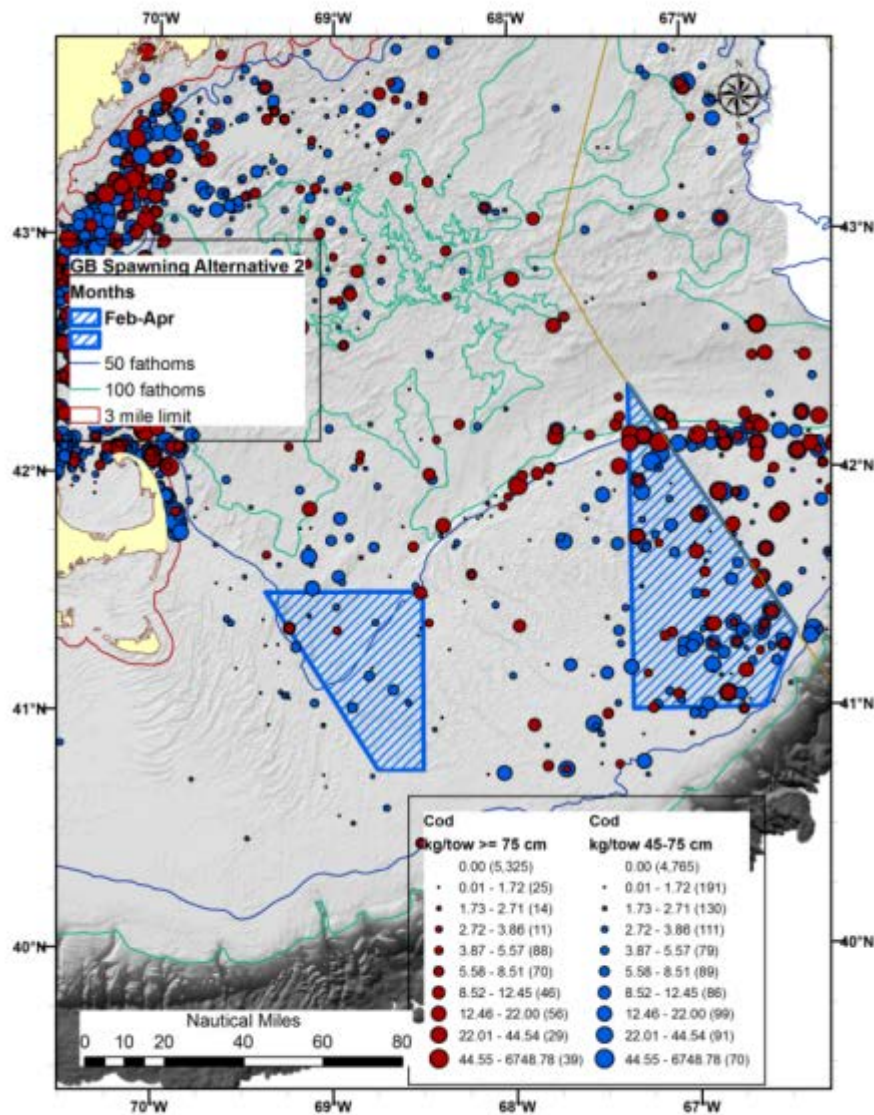 70°W 69°W 68°W 67°W
N
43°N 43°N
GB Spawning Alternative 2
Months
Feb-Apr
50 fathoms
100 fathoms
3 mile limit
42°N 42°N
41°N 41°N
Cod Cod
kg/tow >= 75 cm kg/tow 45-75 cm
0.00 (5,325) 0.00 (4,765)
0.01 - 1.72 (25) 0.01 - 1.72 (191)
1.73 - 2.71 (14) 1.73 - 2.71 (130)
2.72 - 3.86 (11) 2.72 - 3.86 (111)
3.87 - 5.57 (88) 3.87 - 5.57 (79)
5.58 - 8.51 (70) 5.58 - 8.51 (89)
8.52 - 12.45 (46) 8.52 - 12.45 (86)
12.46 - 22.00 (56) 12.46 - 22.00 (99)
22.01 - 44.54 (29) 22.01 - 44.54 (91)
44.55 - 6748.78 (39) 44.55 - 6748.78 (70)
40°N 40°N
Nautical Miles
0 5 10 20 40 60 80
70°W 69°W 68°W 67°W